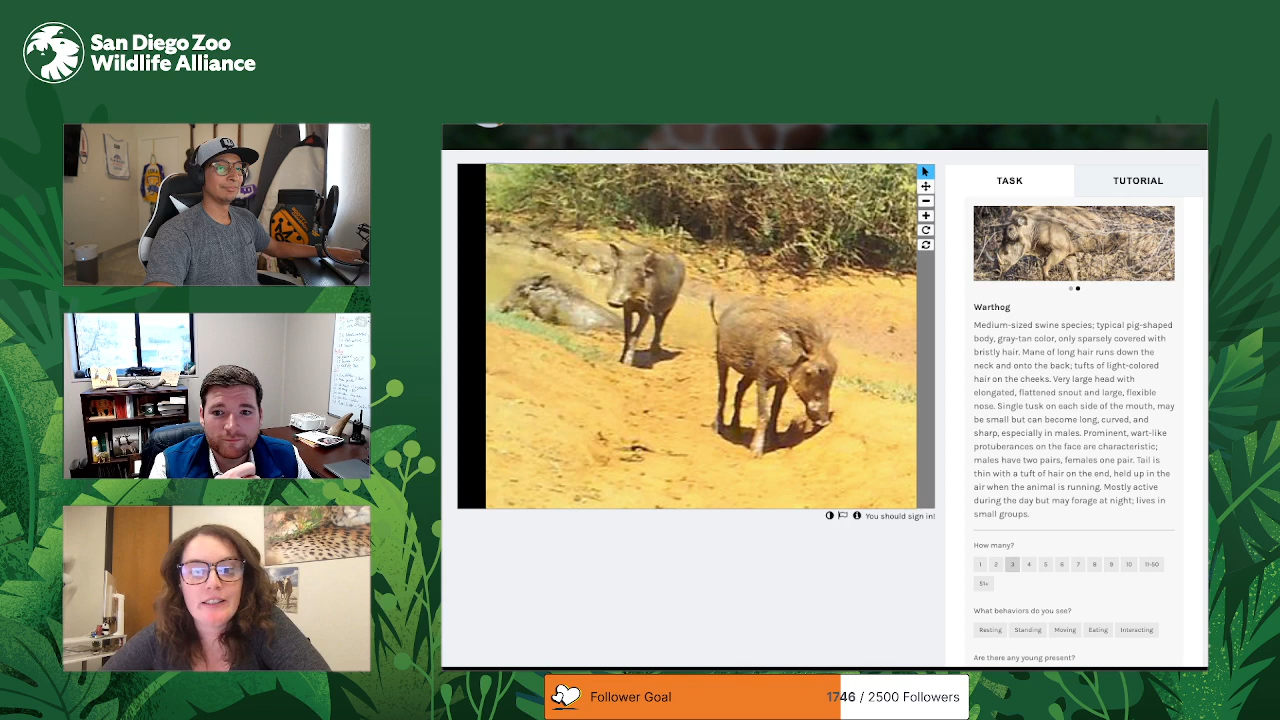 San Diego Zoo
Wildlife Alliance
TASK
TUTORIAL
Warthog
Medium-sized swine species; typical pig-shaped
body, gray-tan color, only sparsely covered with
bristly hair. Mane of long hair runs down the
neck and onto the back; tufts of light-colored
hair on the cheeks. Very large head with
elongated, flattened snout and large, flexible
nose. Single tusk on each side of the mouth, may
be small but can become long, curved, and
sharp, especially in males. Prominent, wart-like
protuberances on the face are characteristic;
males have two pairs, females one pair. Tail is
thin with a tuft of hair on the end, held up in the
air when the animal is running. Mostly active
during the day but may forage at night; lives in
small groups.
You should sign in!
How many?
1 2 3 4 5 6 7 8 9 10 11-50
51+
What behaviors do you see?
Resting Standing Moving Eating Interacting
Are there any young present?
Follower Goal 1746 / 2500 Followers